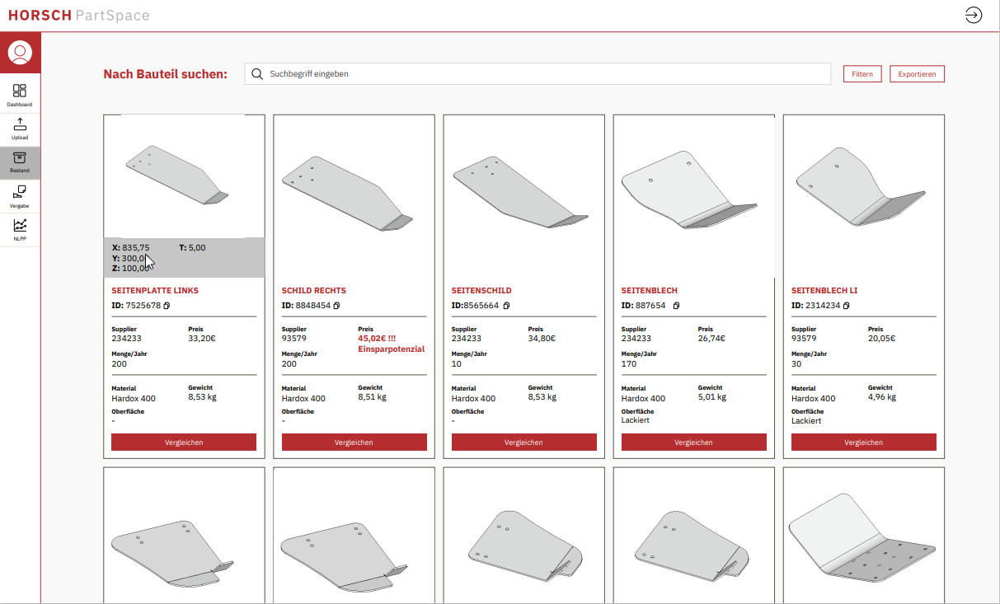 HORSCH PartSpace
Nach Bauteil suchen:
Suchbegriff eingeben
Filtern
Exportieren
Dashboard
Upload
Bestand
Vergabe
NLPP
X: 835,75
T: 5,00
Y: 300,0
Z: 100,00
SEITENPLATTE LINKS
ID: 7525678
Supplier
234233
Preis
33,20€
Menge/Jahr
200
Material
Hardox 400
Gewicht
8,53 kg
Oberfläche
-
Vergleichen
SCHILD RECHTS
ID: 8848454
Supplier
93579
Preis
45,02€ !!!
Einsparpotenzial
Menge/Jahr
200
Material
Hardox 400
Gewicht
8,51 kg
Oberfläche
-
Vergleichen
SEITENSCHILD
ID:8565664
Supplier
234233
Preis
34,80€
Menge/Jahr
10
Material
Hardox 400
Gewicht
8,53 kg
Oberfläche
-
Vergleichen
SEITENBLECH
ID: 887654
Supplier
234233
Preis
26,74€
Menge/Jahr
170
Material
Hardox 400
Gewicht
5,01 kg
Oberfläche
Lackiert
Vergleichen
SEITENBLECH LI
ID: 2314234
Supplier
93579
Preis
20,05€
Menge/Jahr
30
Material
Hardox 400
Gewicht
4,96 kg
Oberfläche
Lackiert
Vergleichen